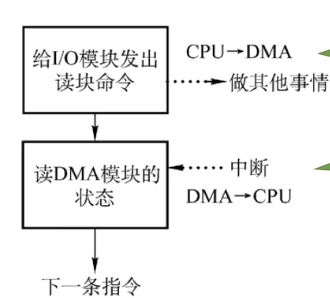 给I/O模块发出
读块命令
CPU→DMA
做其他事情
读DMA模块的
状态
中断
DMA→CPU
下一条指令